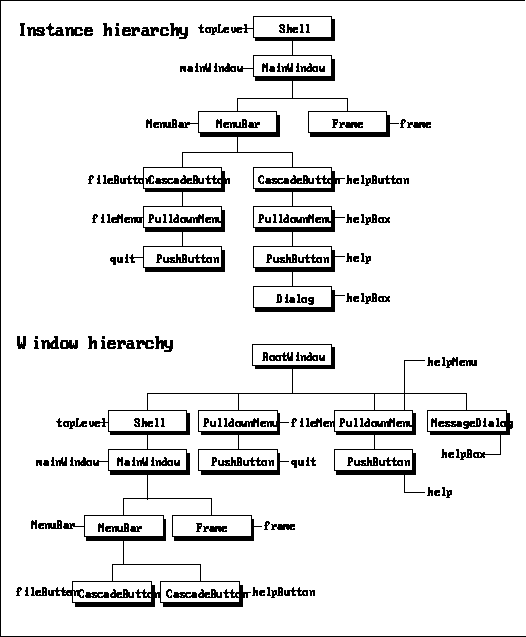 Instance hierarchy
topLevel Shell
mainWindow MainWindow
MenuBar MenuBar Frame frame
fileButton CascadeButton CascadeButton helpButton
fileMenu PulldownMenu PulldownMenu helpBox
quit PushButton PushButton help
Dialog helpBox
Window hierarchy
RootWindow
helpMenu
topLevel Shell PulldownMenu fileMenu PulldownMenu MessageDialog
helpBox
mainWindow MainWindow PushButton quit PushButton
help
MenuBar MenuBar Frame frame
fileButton CascadeButton CascadeButton helpButton